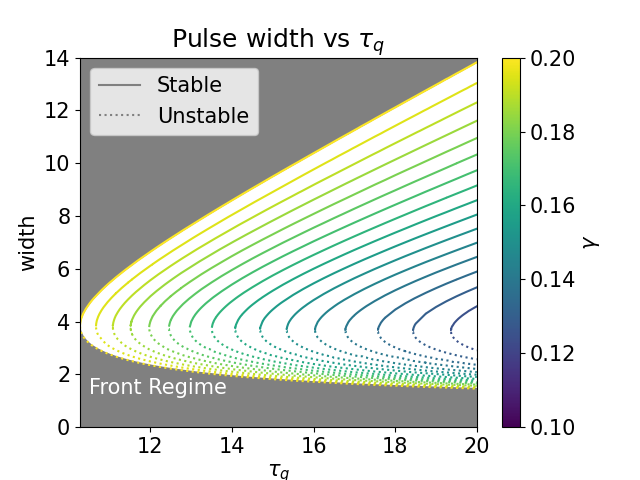 Pulse width vs τ_q
14
12
10
8
6
4
2
0
width
Stable
Unstable
Front Regime
12
14
16
18
20
τ_q
0.20
0.18
0.16
0.14
0.12
0.10
γ